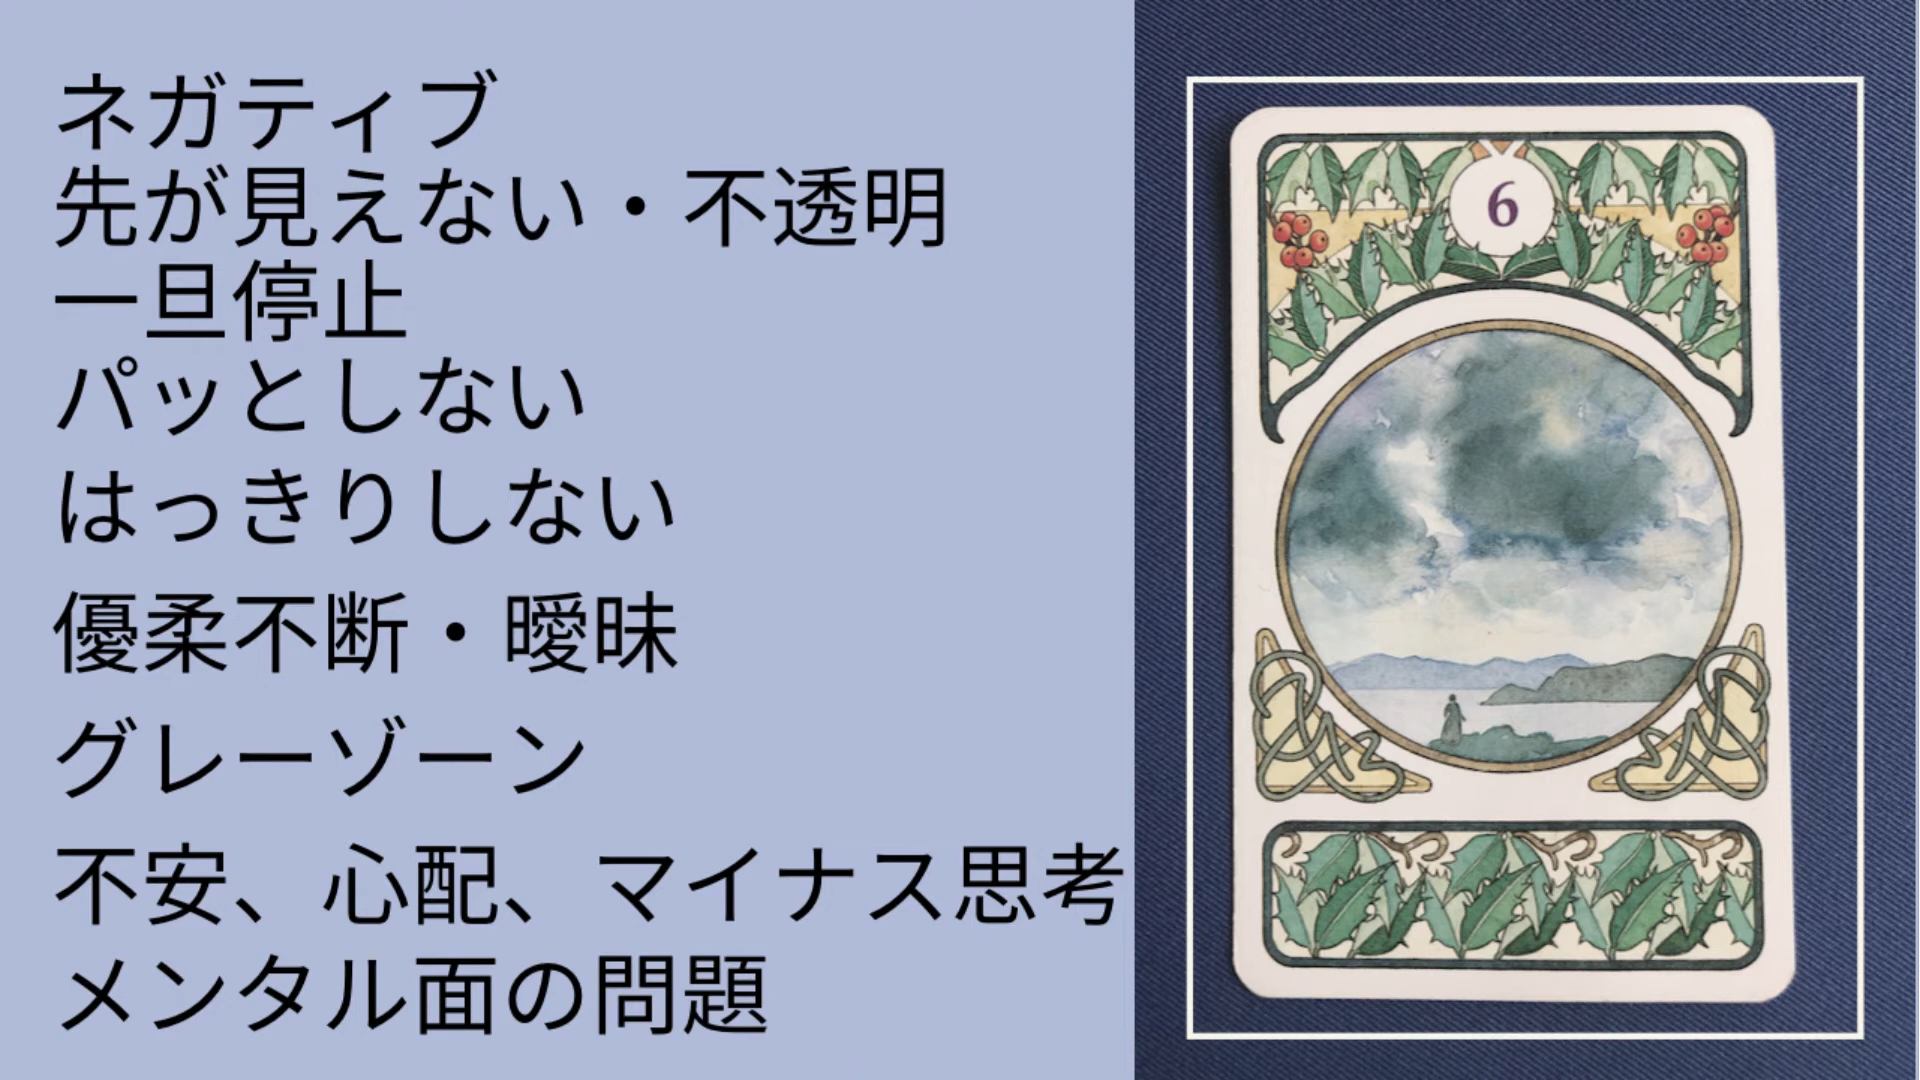 ネガティブ
先が見えない・不透明
一旦停止
パッとしない
はっきりしない
優柔不断・曖昧
グレーゾーン
不安、心配、マイナス思考
メンタル面の問題
6